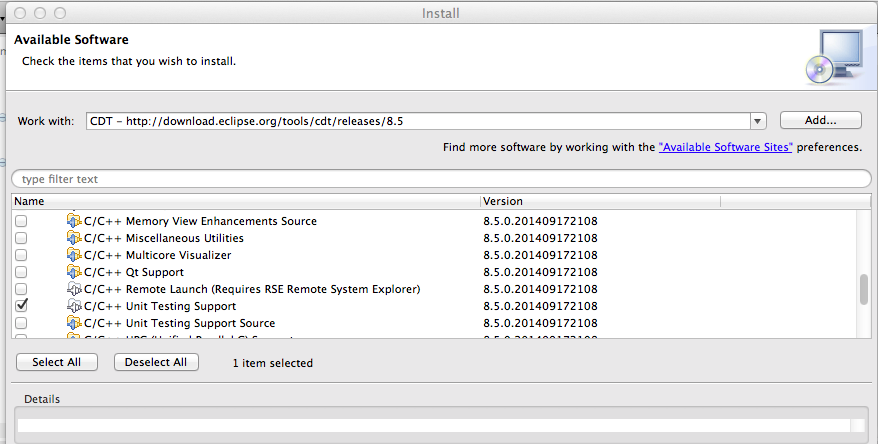 Install
Available Software
Check the items that you wish to install.
Work with: CDT - http://download.eclipse.org/tools/cdt/releases/8.5 Add...
Find more software by working with the "Available Software Sites" preferences.
type filter text
Name Version
C/C++ Memory View Enhancements Source 8.5.0.201409172108
C/C++ Miscellaneous Utilities 8.5.0.201409172108
C/C++ Multicore Visualizer 8.5.0.201409172108
C/C++ Qt Support 8.5.0.201409172108
C/C++ Remote Launch (Requires RSE Remote System Explorer) 8.5.0.201409172108
C/C++ Unit Testing Support 8.5.0.201409172108
C/C++ Unit Testing Support Source 8.5.0.201409172108
Select All Deselect All 1 item selected
Details